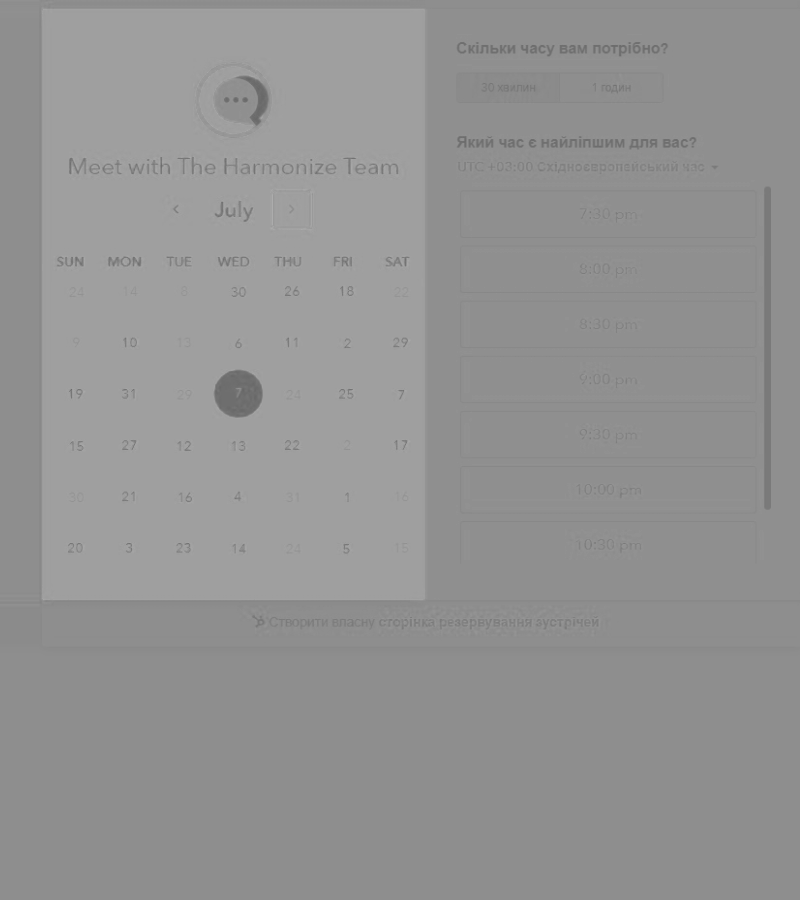 Meet with The Harmonize Team
July
SUN MON TUE WED THU FRI SAT
24 14 8 30 26 18 22
9 10 13 6 11 2 29
19 31 29 7 24 25 7
15 27 12 13 22 2 17
30 21 16 4 31 1 16
20 3 23 14 24 5 15
Скільки часу вам потрібно?
30 хвилин 1 годин
Який час є найліпшим для вас?
UTC +03:00 Східноєвропейський час
7:30 pm
8:00 pm
8:30 pm
9:00 pm
9:30 pm
10:00 pm
10:30 pm
Створити власну сторінка резервування зустрічей